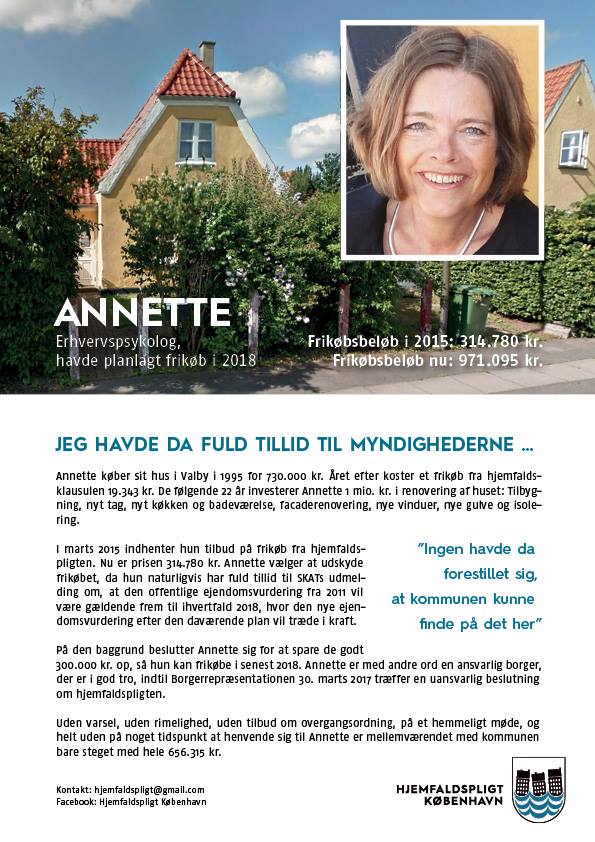 ANNETTE
Erhvervspsykolog,
havde planlagt frikøb i 2018
Frikøbsbeløb i 2015: 314.780 kr.
Frikøbsbeløb nu: 971.095 kr.
JEG HAVDE DA FULD TILLID TIL MYNDIGHEDERNE ...
Annette køber sit hus i Valby i 1995 for 730.000 kr. Året efter koster et frikøb fra hjemfalds-
klausulen 19.343 kr. De følgende 22 år investerer Annette 1 mio. kr. i renovering af huset: Tilbyg-
ning, nyt tag, nyt køkken og badeværelse, facaderenovering, nye vinduer, nye gulve og isole-
ring.
I marts 2015 indhenter hun tilbud på frikøb fra hjemfalds-
pligten. Nu er prisen 314.780 kr. Annette vælger at udskyde
frikøbet, da hun naturligvis har fuld tillid til SKATs udmel-
ding om, at den offentlige ejendomsvurdering fra 2011 vil
være gældende frem til ihvertfald 2018, hvor den nye ejen-
domsvurdering efter den daværende plan vil træde i kraft.
"Ingen havde da
forestillet sig,
at kommunen kunne
finde på det her"
På den baggrund beslutter Annette sig for at spare de godt
300.000 kr. op, så hun kan frikøbe i senest 2018. Annette er med andre ord en ansvarlig borger,
der er i god tro, indtil Borgerrepræsentationen 30. marts 2017 træffer en uansvarlig beslutning
om hjemfaldspligten.
Uden varsel, uden rimelighed, uden tilbud om overgangsordning, på et hemmeligt møde, og
helt uden på noget tidspunkt at henvende sig til Annette er mellemværendet med kommunen
bare steget med hele 656.315 kr.
Kontakt: hjemfaldspligt@gmail.com
Facebook: Hjemfaldspligt København
HJEMFALDSPLIGT
KØBENHAVN